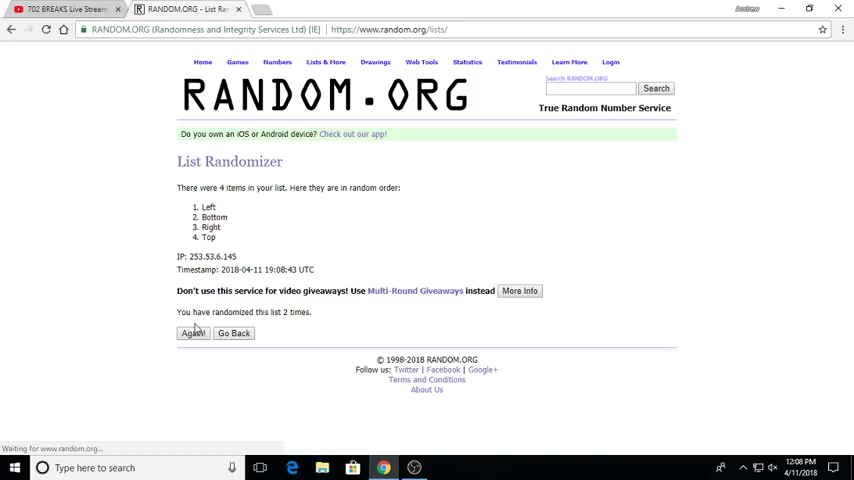 702 BREAKS Live Stream
RANDOM.ORG - List Ra
Andrew
RANDOM.ORG (Randomness and Integrity Services Ltd) [IE]
https://www.random.org/lists/
Home Games Numbers Lists & More Drawings Web Tools Statistics Testimonials Learn More Login
RANDOM.ORG
Search RANDOM.ORG
Search
True Random Number Service
Do you own an iOS or Android device? Check out our app!
List Randomizer
There were 4 items in your list. Here they are in random order:
1. Left
2. Bottom
3. Right
4. Top
IP: 253.53.6.145
Timestamp: 2018-04-11 19:08:43 UTC
Don't use this service for video giveaways! Use Multi-Round Giveaways instead More Info
You have randomized this list 2 times.
Again! Go Back
© 1998-2018 RANDOM.ORG
Follow us: Twitter | Facebook | Google+
Terms and Conditions
About Us
Waiting for www.random.org...
Type here to search
12:08 PM
4/11/2018